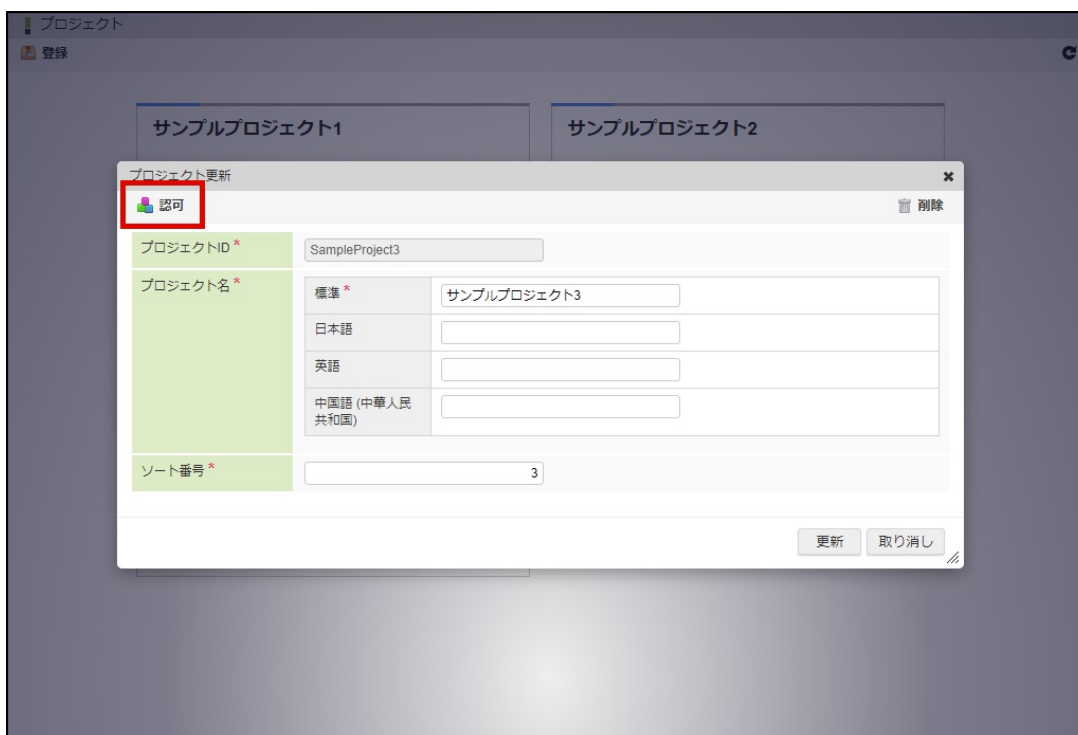 プロジェクト
登録
サンプルプロジェクト1
サンプルプロジェクト2
プロジェクト更新
認可
削除
プロジェクトID *
SampleProject3
プロジェクト名 *
標準 *
サンプルプロジェクト3
日本語
英語
中国語 (中華人民
共和国)
ソート番号 *
3
更新
取り消し